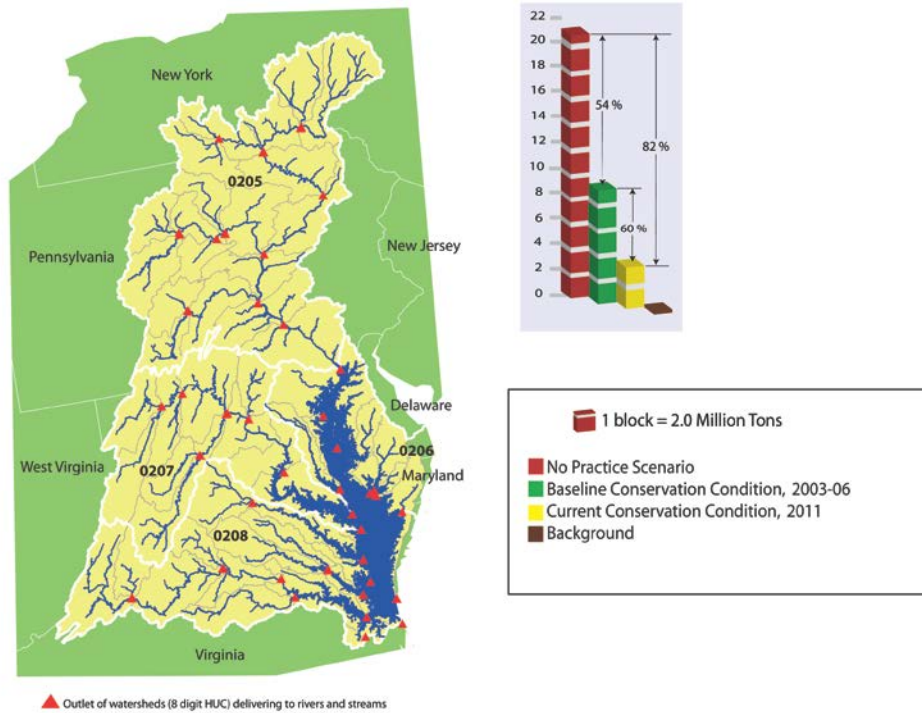 New York
0205
Pennsylvania
New Jersey
Delaware
0206
West Virginia
Maryland
0207
0208
Virginia
Outlet of watersheds (8 digit HUC) delivering to rivers and streams
22
20
18
16
14
12
10
8
6
4
2
0
54 %
82 %
60 %
1 block = 2.0 Million Tons
No Practice Scenario
Baseline Conservation Condition, 2003-06
Current Conservation Condition, 2011
Background